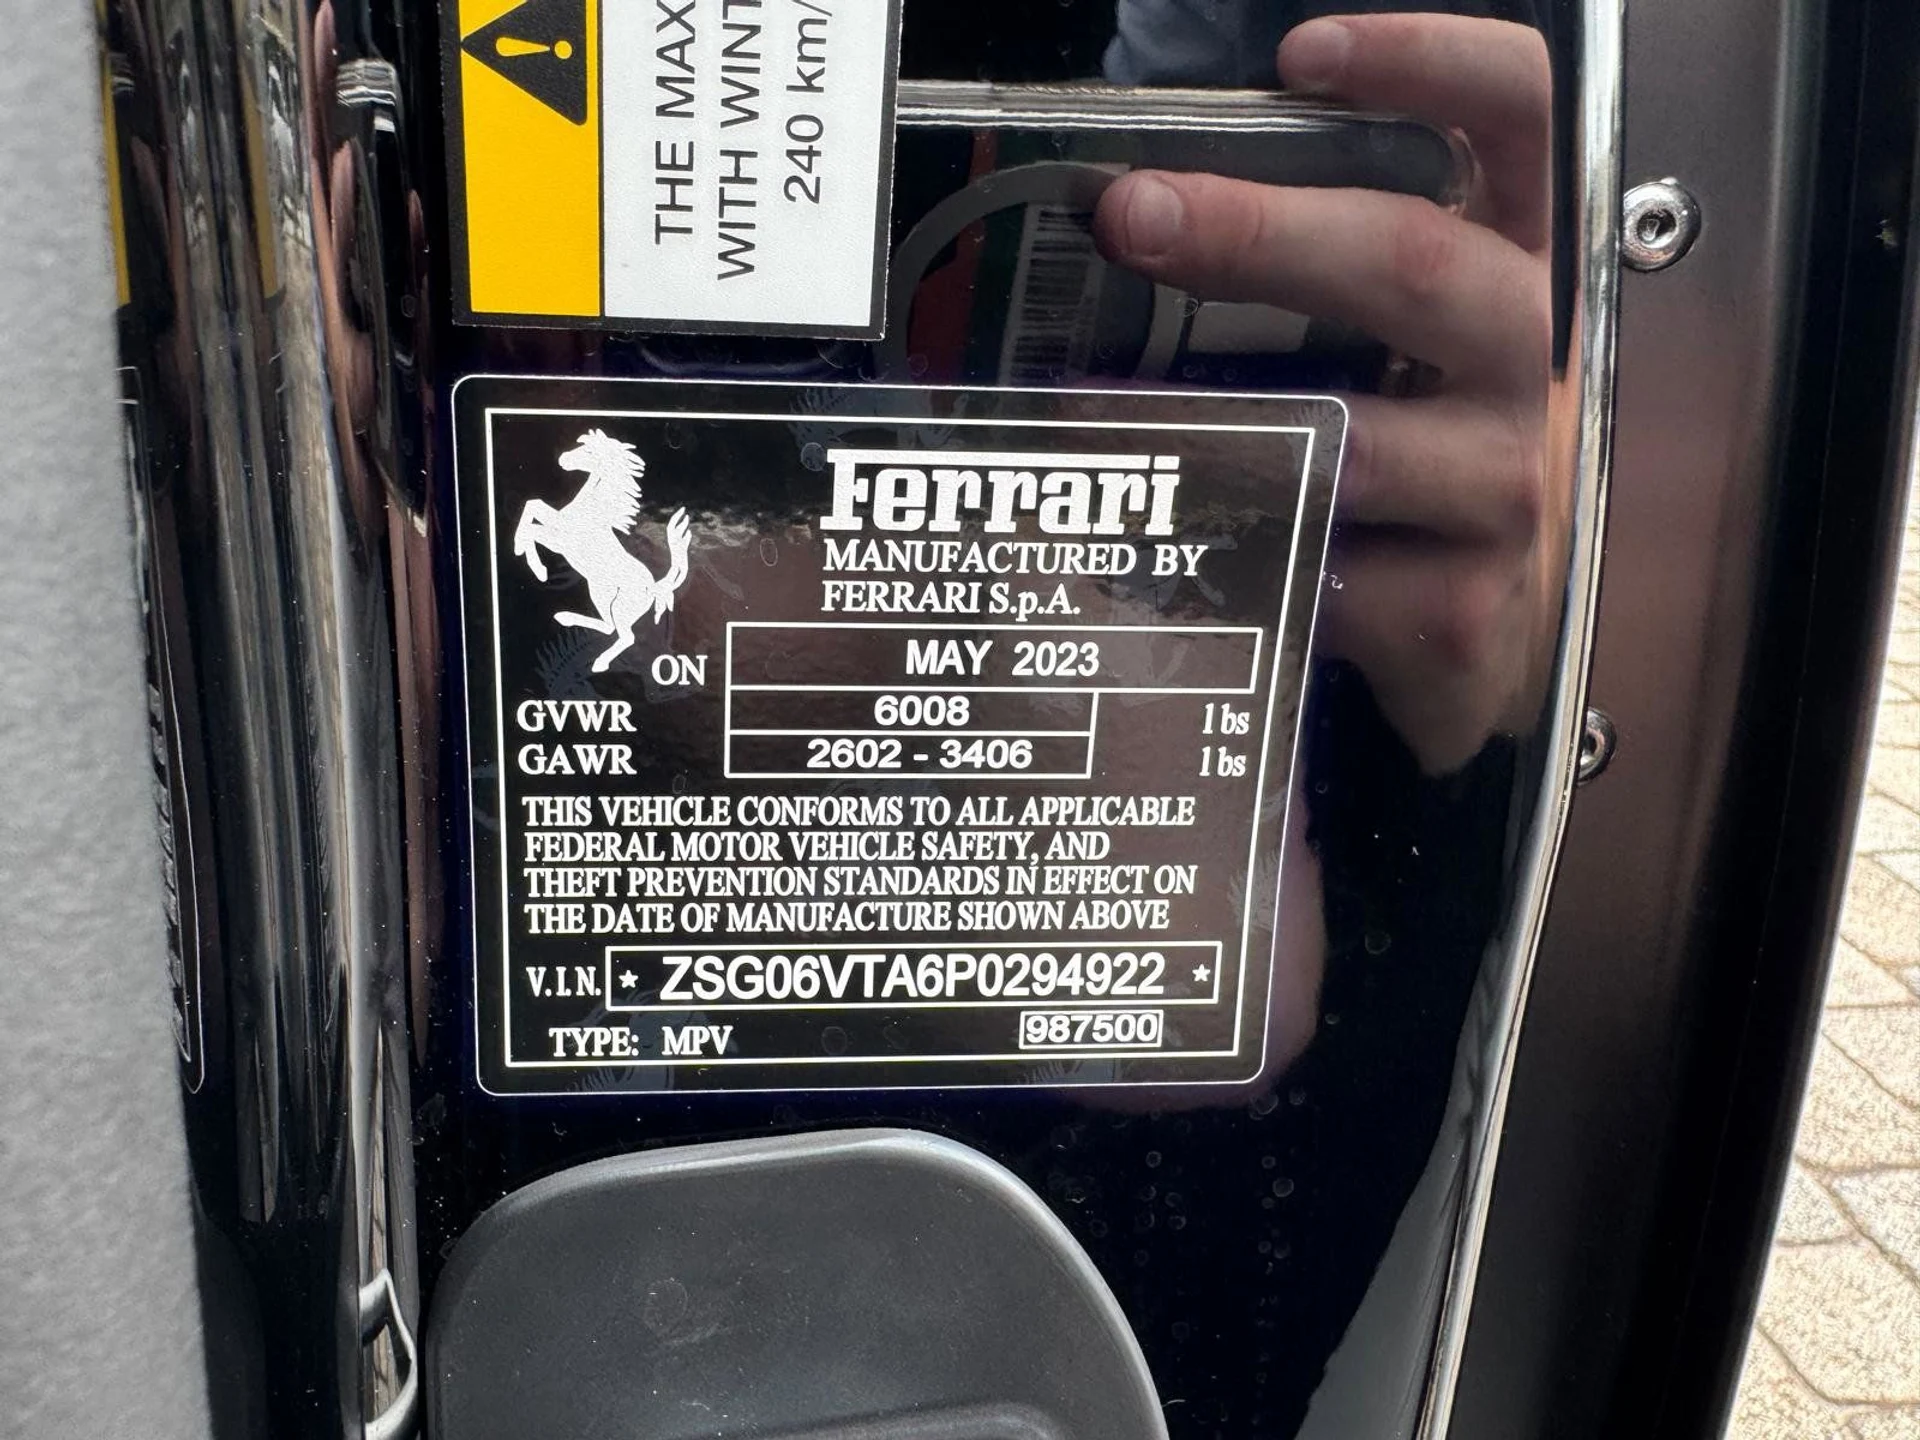 THE MAX
WITH WINT
240 km/
Ferrari
MANUFACTURED BY
FERRARI S.p.A.
ON MAY 2023
GVWR 6008 lbs
GAWR 2602 - 3406 lbs
THIS VEHICLE CONFORMS TO ALL APPLICABLE
FEDERAL MOTOR VEHICLE SAFETY, AND
THEFT PREVENTION STANDARDS IN EFFECT ON
THE DATE OF MANUFACTURE SHOWN ABOVE
V.I.N. * ZSG06VTA6P0294922 *
TYPE: MPV 987500